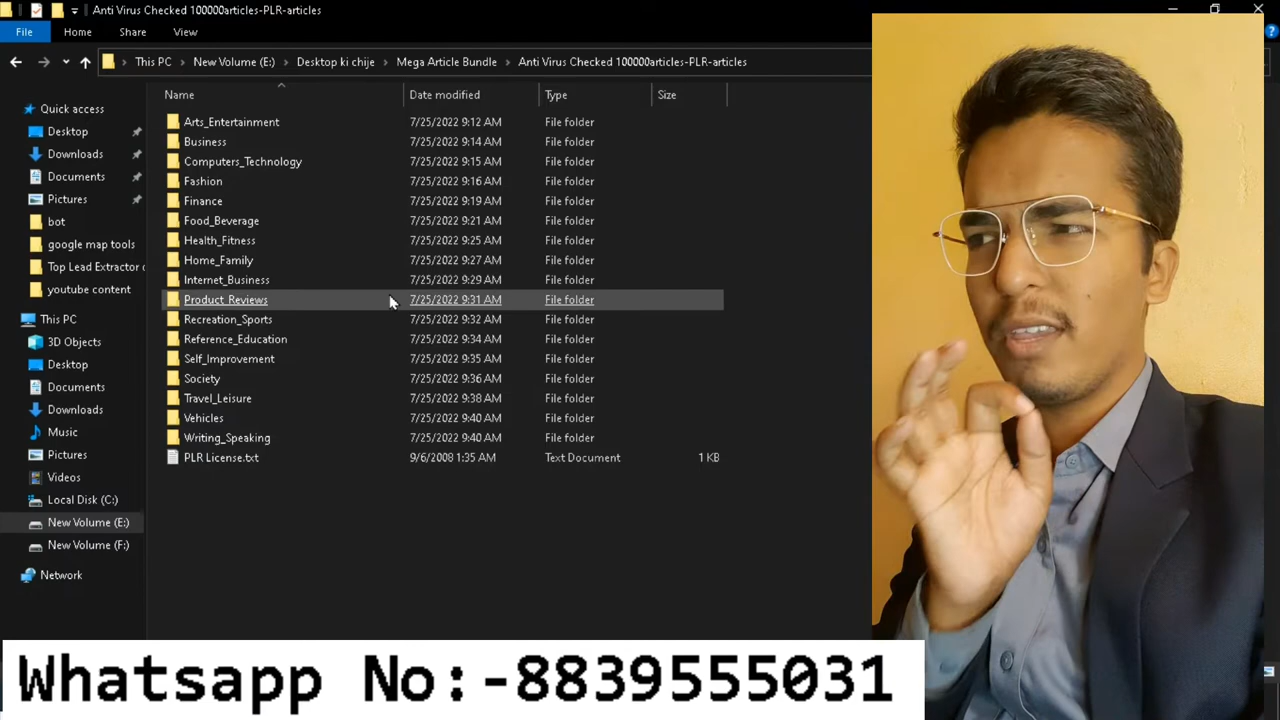 Anti Virus Checked 100000articles-PLR-articles
File Home Share View
This PC New Volume (E:) Desktop ki chije Mega Article Bundle Anti Virus Checked 100000articles-PLR-articles
Name Date modified Type Size
Quick access
Desktop
Downloads
Documents
Pictures
bot
google map tools
Top Lead Extractor
youtube content
This PC
3D Objects
Desktop
Documents
Downloads
Music
Pictures
Videos
Local Disk (C:)
New Volume (E:)
New Volume (F:)
Network
Arts_Entertainment 7/25/2022 9:12 AM File folder
Business 7/25/2022 9:14 AM File folder
Computers_Technology 7/25/2022 9:15 AM File folder
Fashion 7/25/2022 9:16 AM File folder
Finance 7/25/2022 9:19 AM File folder
Food_Beverage 7/25/2022 9:21 AM File folder
Health_Fitness 7/25/2022 9:25 AM File folder
Home_Family 7/25/2022 9:27 AM File folder
Internet_Business 7/25/2022 9:29 AM File folder
Product_Reviews 7/25/2022 9:31 AM File folder
Recreation_Sports 7/25/2022 9:32 AM File folder
Reference_Education 7/25/2022 9:34 AM File folder
Self_Improvement 7/25/2022 9:35 AM File folder
Society 7/25/2022 9:36 AM File folder
Travel_Leisure 7/25/2022 9:38 AM File folder
Vehicles 7/25/2022 9:40 AM File folder
Writing_Speaking 7/25/2022 9:40 AM File folder
PLR License.txt 9/6/2008 1:35 AM Text Document 1 KB
Whatsapp No:-8839555031